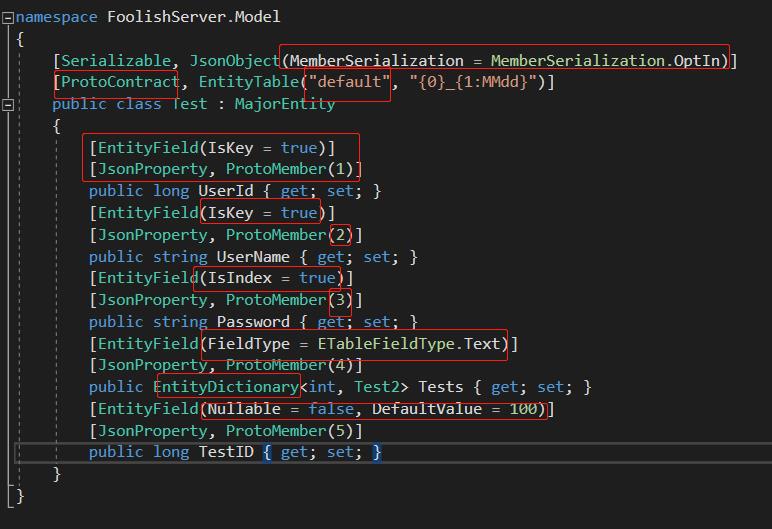 namespace FoolishServer.Model
{
[Serializable, JsonObject(MemberSerialization = MemberSerialization.OptIn)]
[ProtoContract, EntityTable("default", "{0}_{1:MMdd}")]
public class Test : MajorEntity
{
[EntityField(IsKey = true)]
[JsonProperty, ProtoMember(1)]
public long UserId { get; set; }
[EntityField(IsKey = true)]
[JsonProperty, ProtoMember(2)]
public string UserName { get; set; }
[EntityField(IsIndex = true)]
[JsonProperty, ProtoMember(3)]
public string Password { get; set; }
[EntityField(FieldType = ETableFieldType.Text)]
[JsonProperty, ProtoMember(4)]
public EntityDictionary<int, Test2> Tests { get; set; }
[EntityField(Nullable = false, DefaultValue = 100)]
[JsonProperty, ProtoMember(5)]
public long TestID { get; set; }
}
}